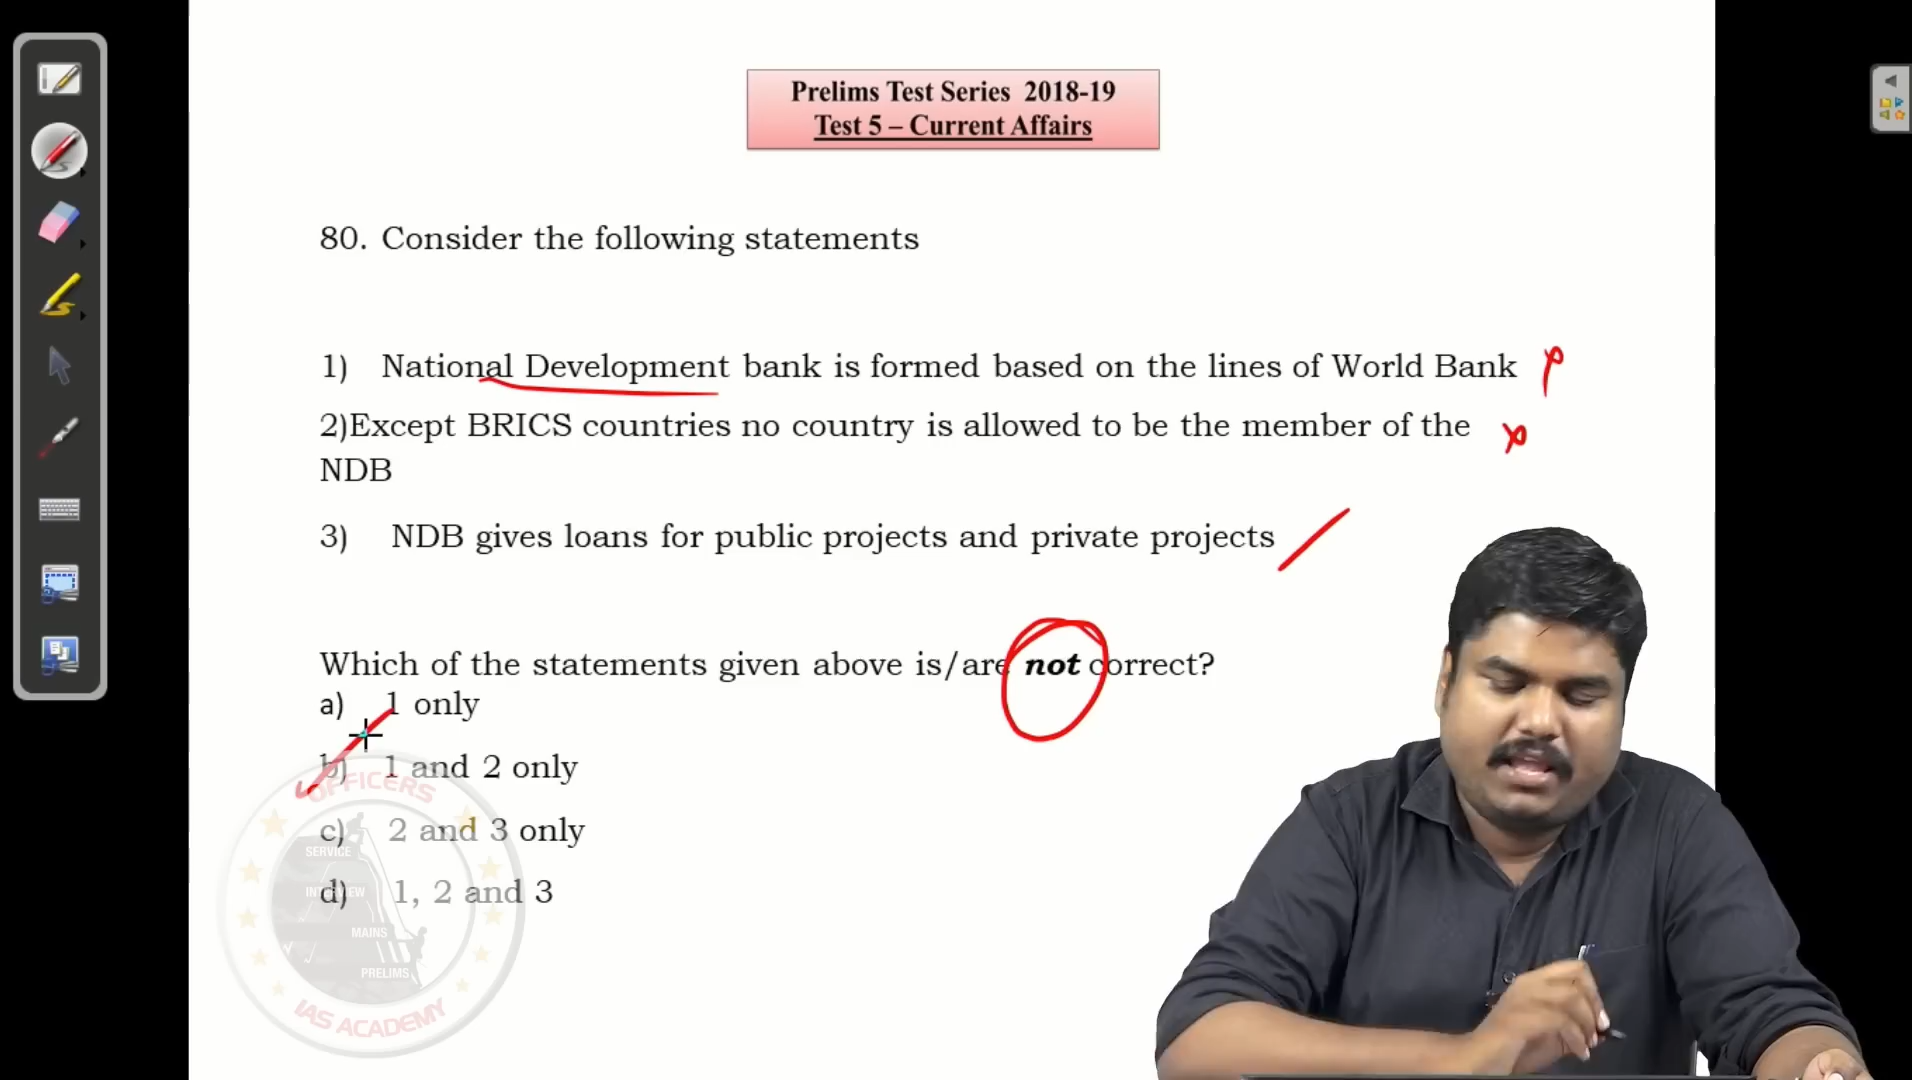 Prelims Test Series 2018-19
Test 5 – Current Affairs
80. Consider the following statements
1) National Development bank is formed based on the lines of World Bank
2)Except BRICS countries no country is allowed to be the member of the
NDB
3) NDB gives loans for public projects and private projects
Which of the statements given above is/are not correct?
a) 1 only
b) 1 and 2 only
c) 2 and 3 only
d) 1, 2 and 3
OFFICERS
SERVICE
INTERVIEW
MAINS
PRELIMS
IAS ACADEMY